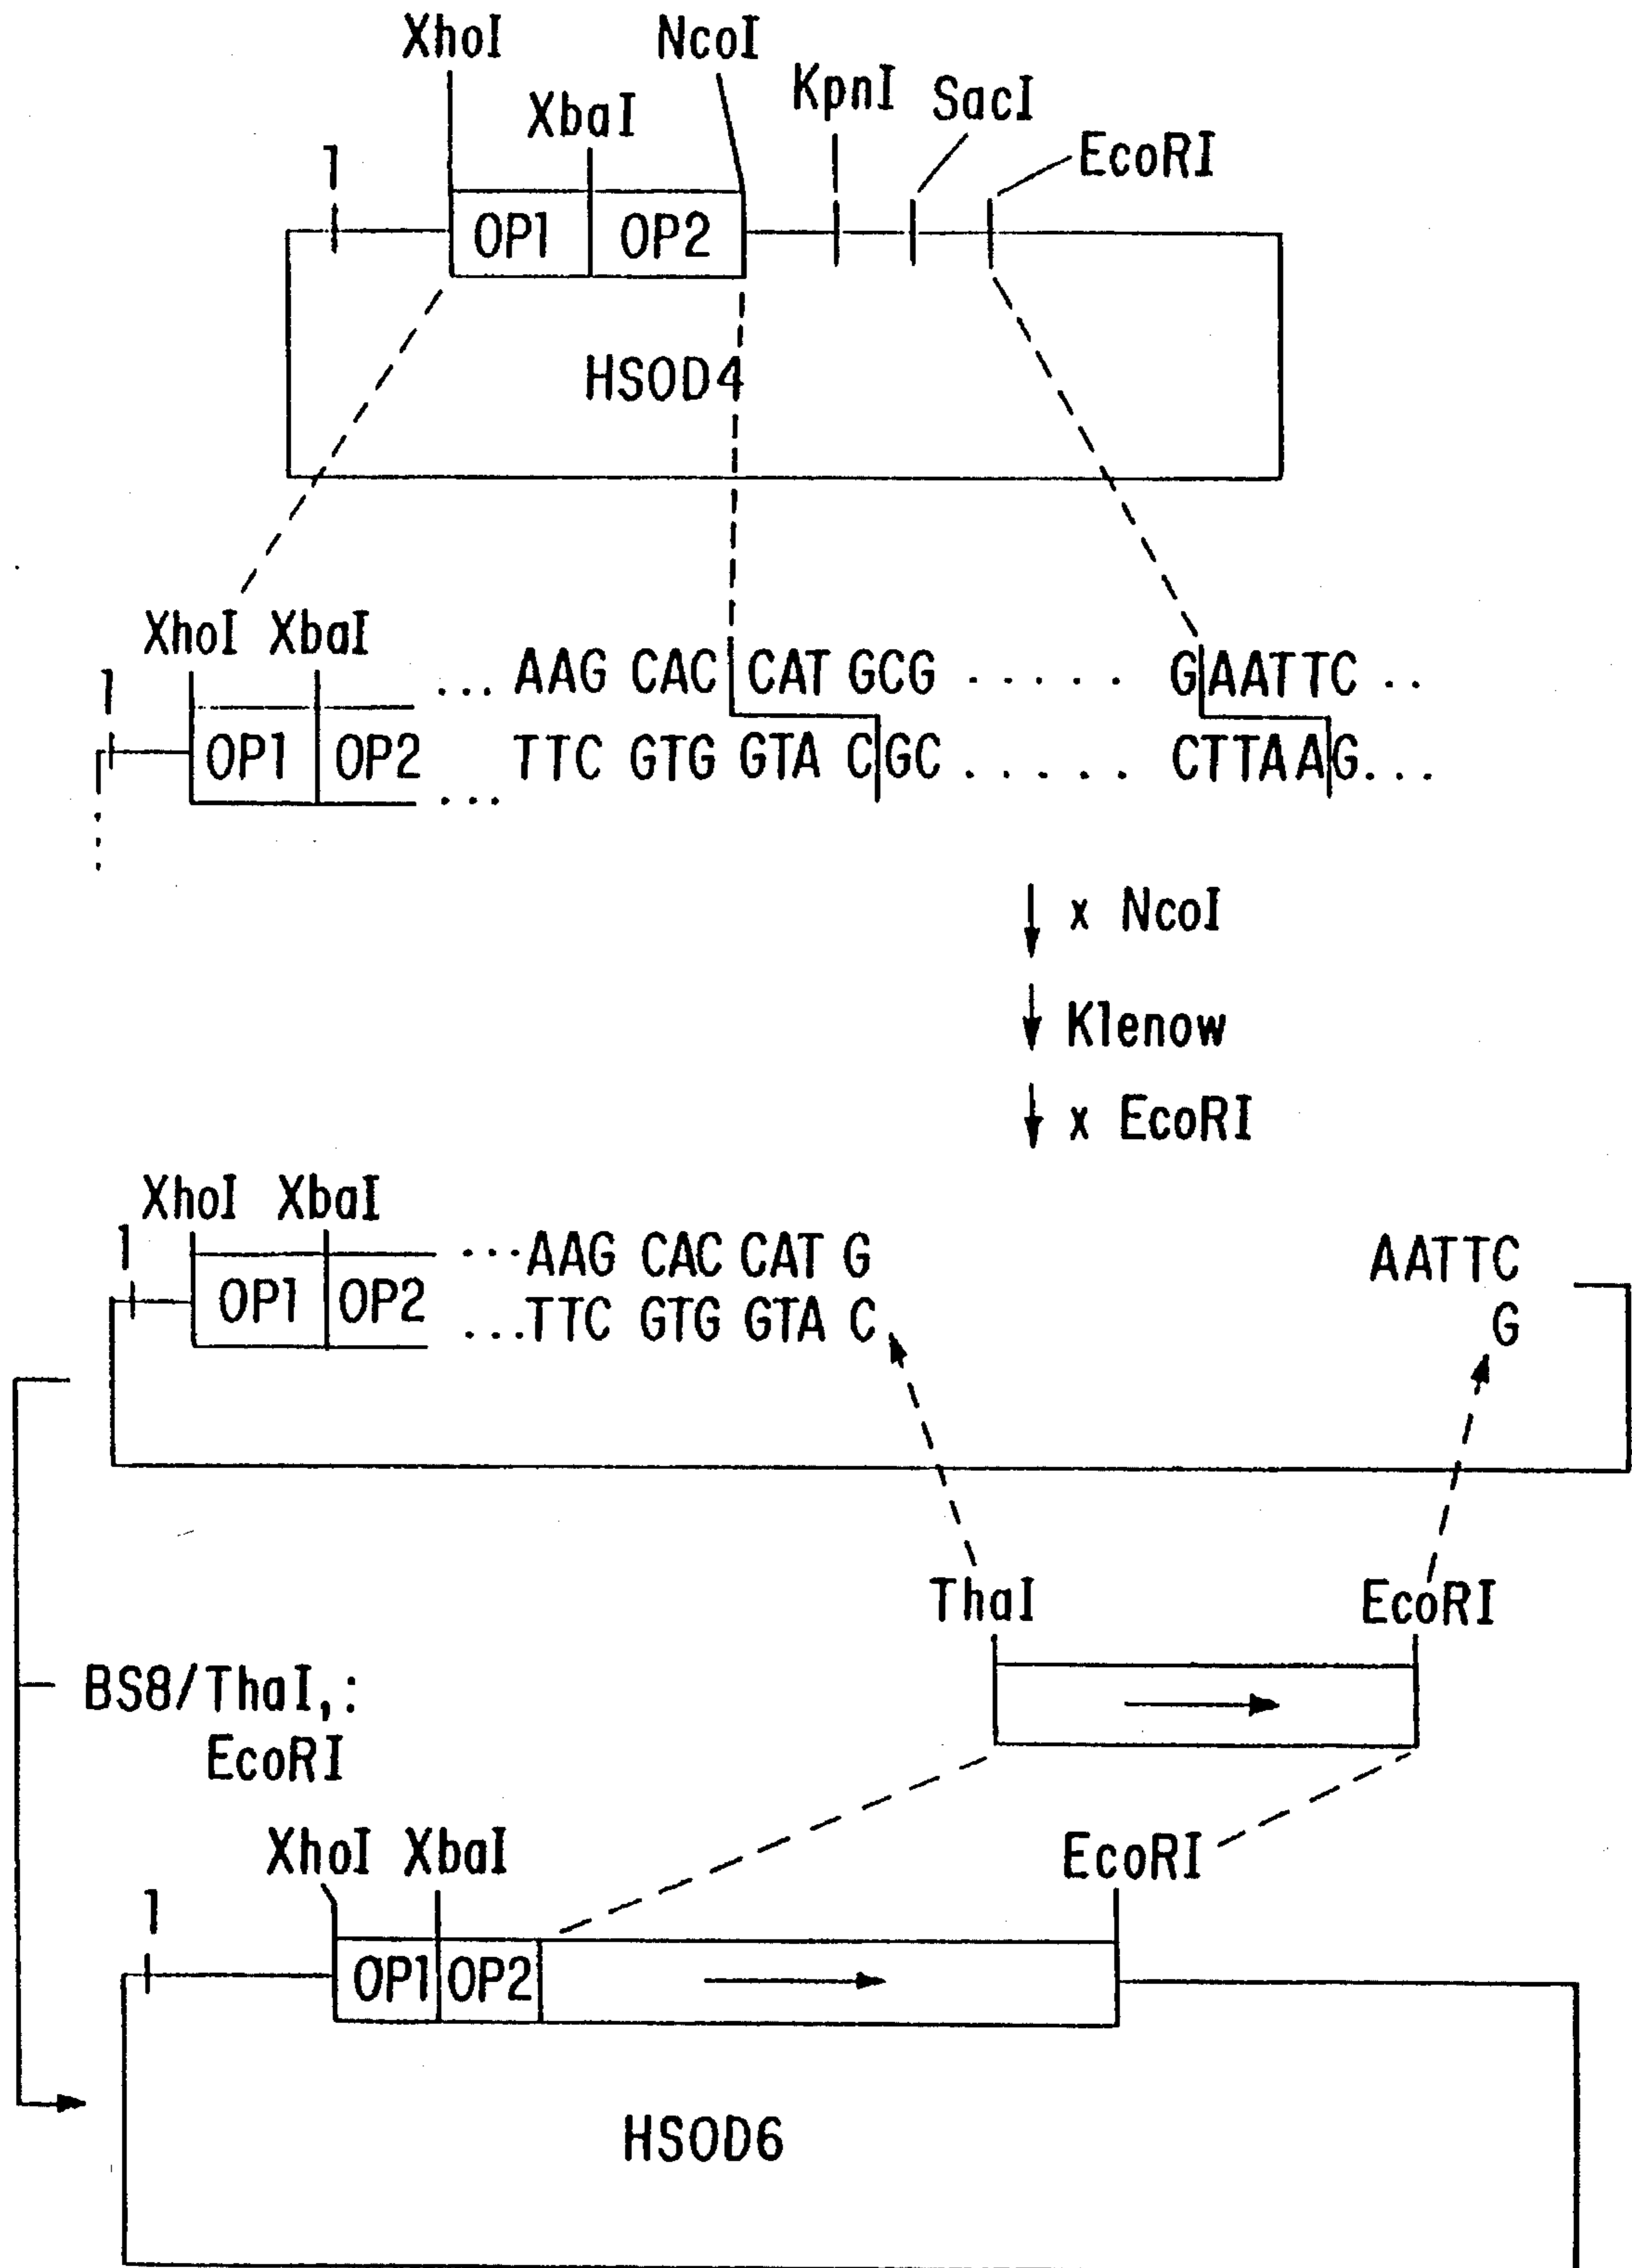 XhoI NcoI
KpnI SacI
XbaI
EcoRI
1
OP1 OP2
HSOD4
XhoI XbaI
... AAG CAC CAT GCG ..... GAATTC ..
1
OP1 OP2 TTC GTG GTA CGC ..... CTTAAG...
...
x NcoI
Klenow
x EcoRI
XhoI XbaI
1 ...AAG CAC CAT G AATTC
OP1 OP2 ...TTC GTG GTA C G
ThaI EcoRI
BS8/ThaI,:
EcoRI
XhoI XbaI EcoRI
1
OP1 OP2
HSOD6